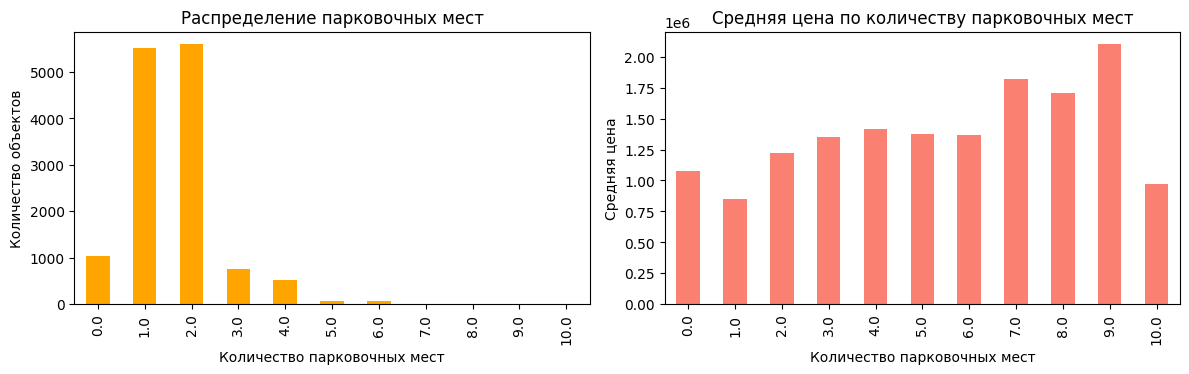 Распределение парковочных мест
Количество объектов
5000
4000
3000
2000
1000
0
0.0 1.0 2.0 3.0 4.0 5.0 6.0 7.0 8.0 9.0 10.0
Количество парковочных мест
Средняя цена по количеству парковочных мест
1e6
Средняя цена
2.00
1.75
1.50
1.25
1.00
0.75
0.50
0.25
0.00
0.0 1.0 2.0 3.0 4.0 5.0 6.0 7.0 8.0 9.0 10.0
Количество парковочных мест